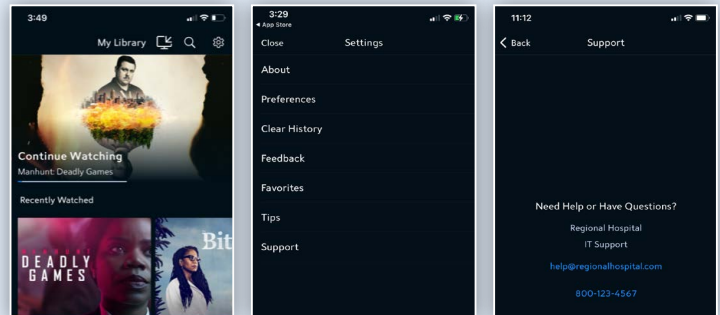 3:49
My Library
Continue Watching
Manhunt: Deadly Games
Recently Watched
MANHUNT
DEADLY
GAMES
Bit
3:29
App Store
Close
Settings
About
Preferences
Clear History
Feedback
Favorites
Tips
Support
11:12
Back
Support
Need Help or Have Questions?
Regional Hospital
IT Support
help@regionalhospital.com
800-123-4567